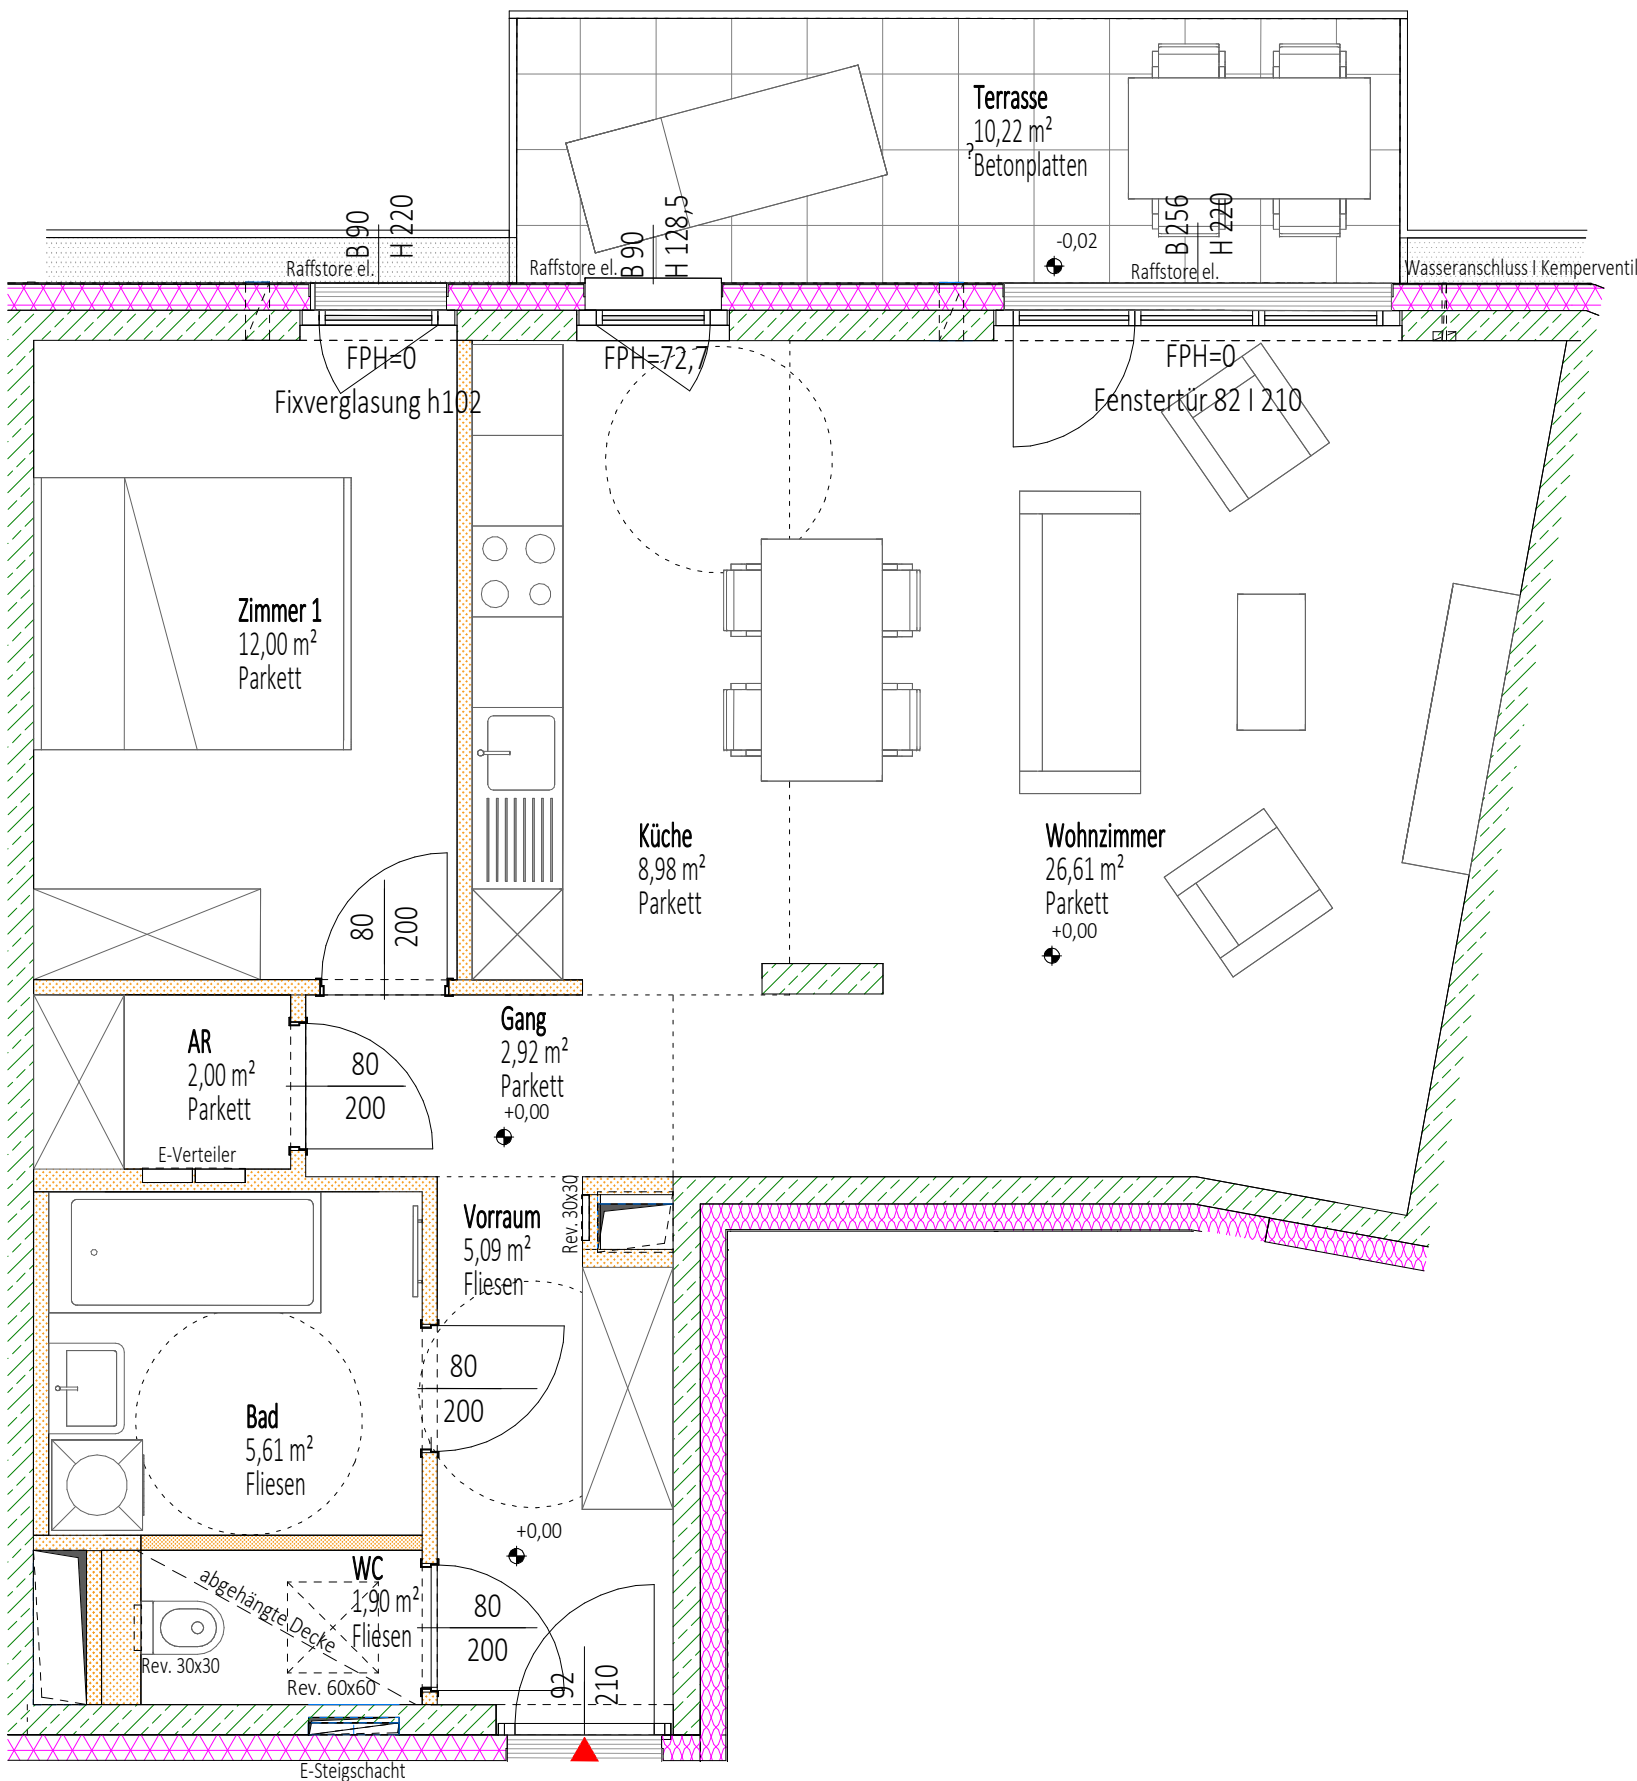 Terrasse
10,22 m²
?
Betonplatten
B 90
H 220
B 90
H 128,5
B 256
H 220
-0,02
Raffstore el.
Raffstore el.
Raffstore el.
Wasseranschluss I Kemperventil
FPH=0
Fixverglasung h102
FPH=72,7
FPH=0
Fenstertür 82 I 210
Zimmer 1
12,00 m²
Parkett
Küche
8,98 m²
Parkett
Wohnzimmer
26,61 m²
Parkett
+0,00
80
200
AR
2,00 m²
Parkett
E-Verteiler
80
200
Gang
2,92 m²
Parkett
+0,00
Rev. 30x30
Vorraum
5,09 m²
Fliesen
80
200
Bad
5,61 m²
Fliesen
+0,00
WC
1,90 m²
Fliesen
abgehängte Decke
Rev. 30x30
Rev. 60x60
80
200
92
210
E-Steigschacht